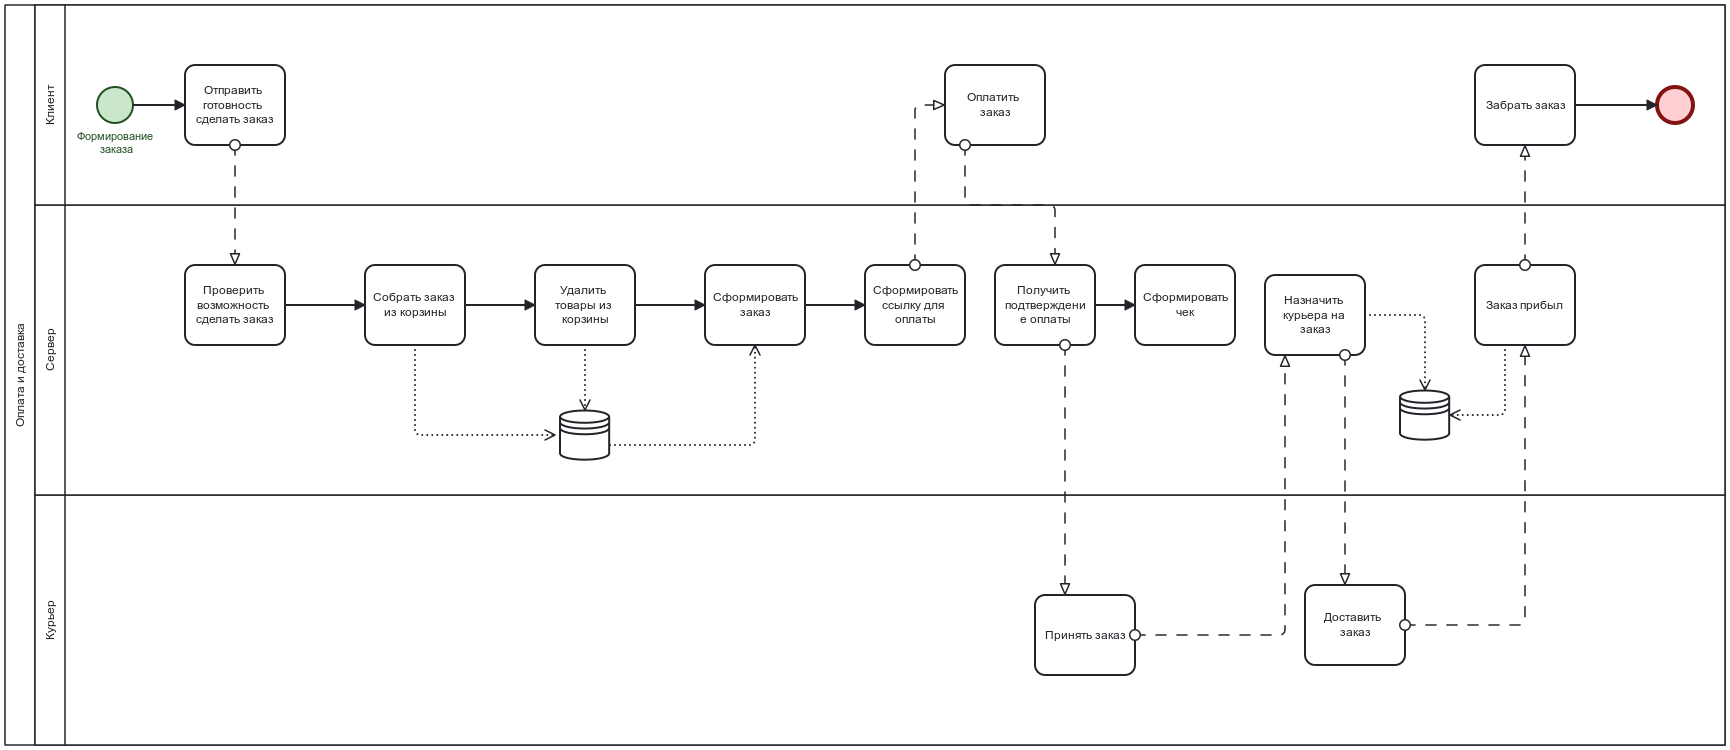 Оплата и доставка
Клиент
Формирование
заказа
Отправить
готовность
сделать заказ
Оплатить
заказ
Забрать заказ
Сервер
Проверить
возможность
сделать заказ
Собрать заказ
из корзины
Удалить
товары из
корзины
Сформировать
заказ
Сформировать
ссылку для
оплаты
Получить
подтверждени
е оплаты
Сформировать
чек
Назначить
курьера на
заказ
Заказ прибыл
Курьер
Принять заказ
Доставить
заказ